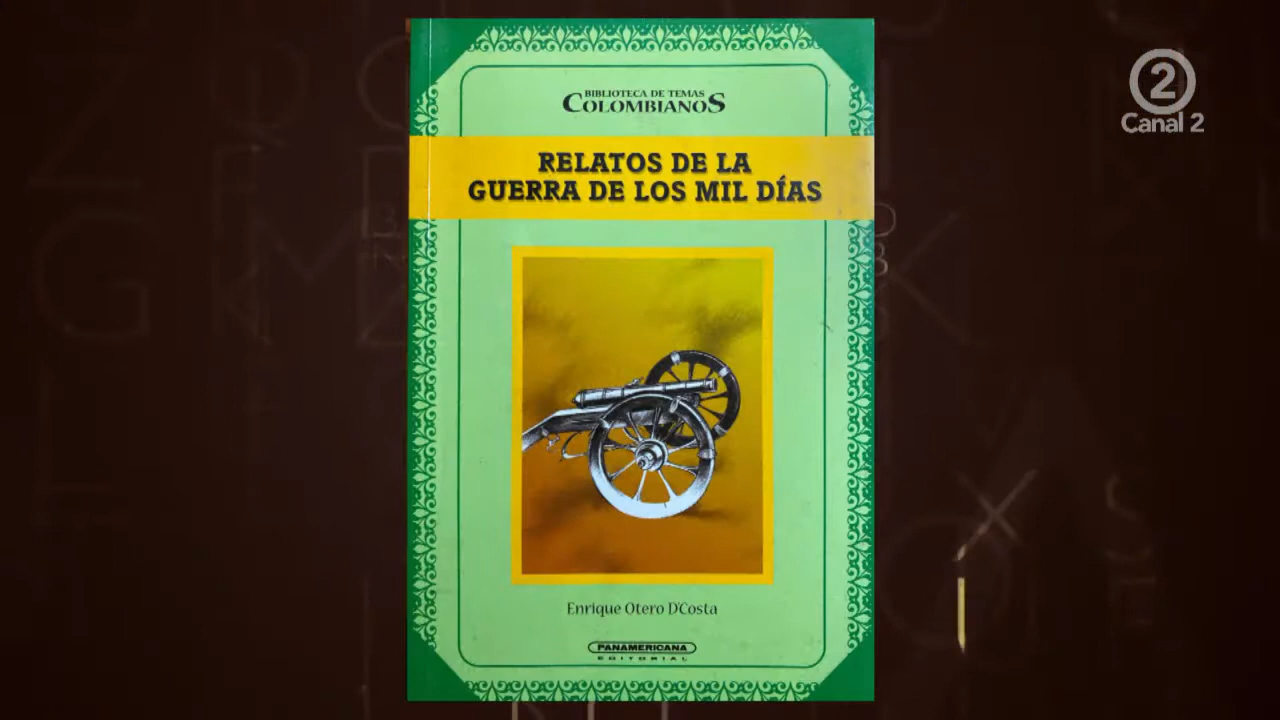 BIBLIOTECA DE TEMAS
COLOMBIANOS
RELATOS DE LA
GUERRA DE LOS MIL DÍAS
Enrique Otero D'Costa
PANAMERICANA
EDITORIAL
2
Canal 2